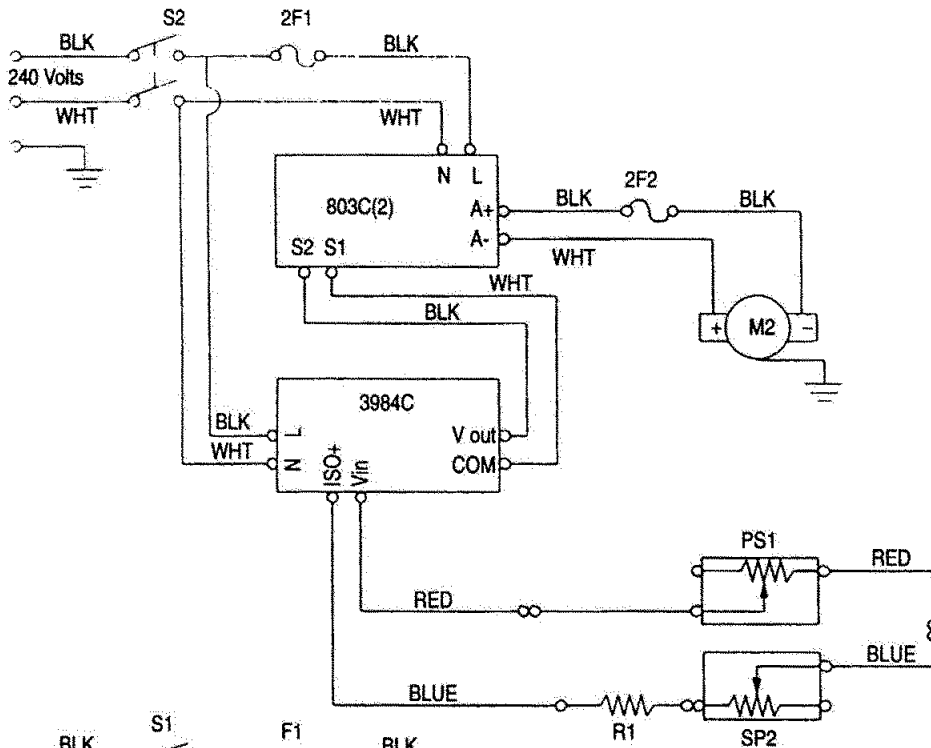 S2
2F1
BLK
BLK
240 Volts
WHT
WHT
N L
803C(2)
A+
BLK
2F2
BLK
S2 S1
A-
WHT
WHT
BLK
+ M2 -
3984C
BLK
L
V out
WHT
N
ISO+
Vin
COM
PS1
RED
RED
BLUE
BLUE
R1
SP2
S1
F1
BLK
BLK